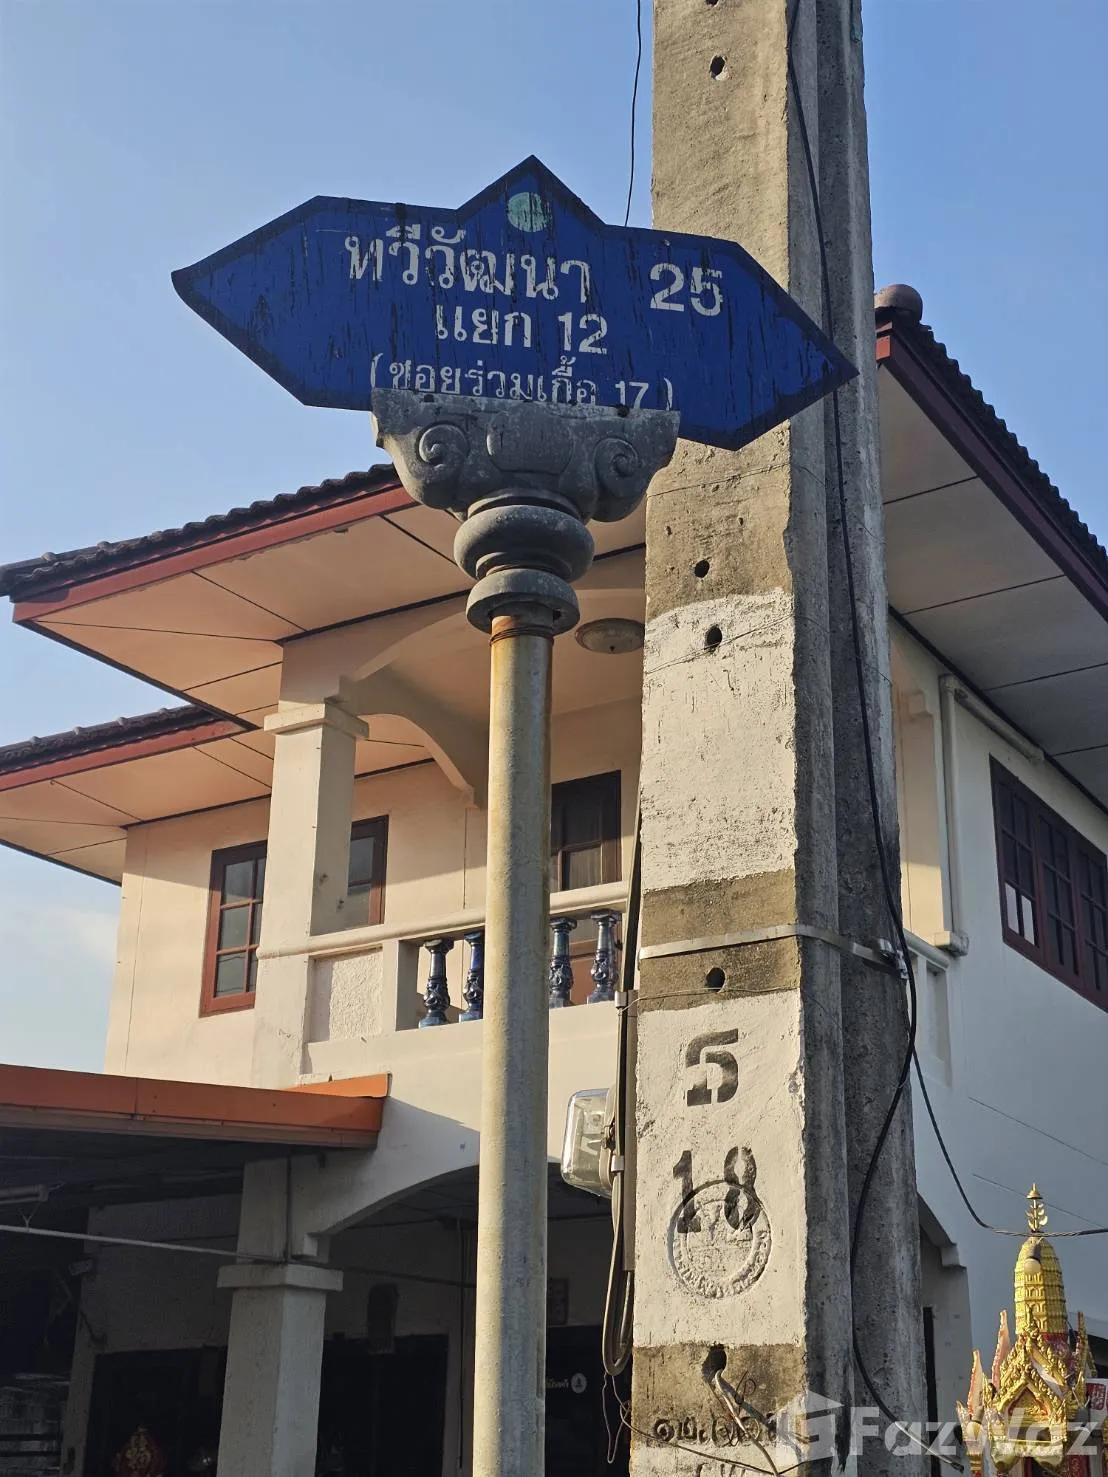 ทวีวัฒนา 25
แยก 12
(ซอยร่วมเกื้อ 17)
5
18
FazWaz